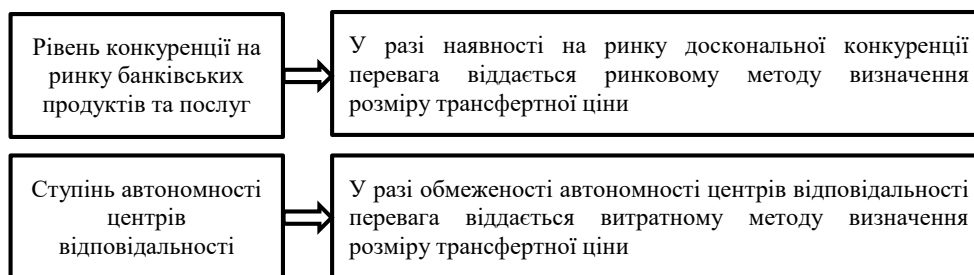 Рівень конкуренції на
ринку банківських
продуктів та послуг
У разі наявності на ринку досконалої конкуренції
перевага віддається ринковому методу визначення
розміру трансфертної ціни
Ступінь автономності
центрів
відповідальності
У разі обмеженості автономності центрів відповідальності
перевага віддається витратному методу визначення
розміру трансфертної ціни